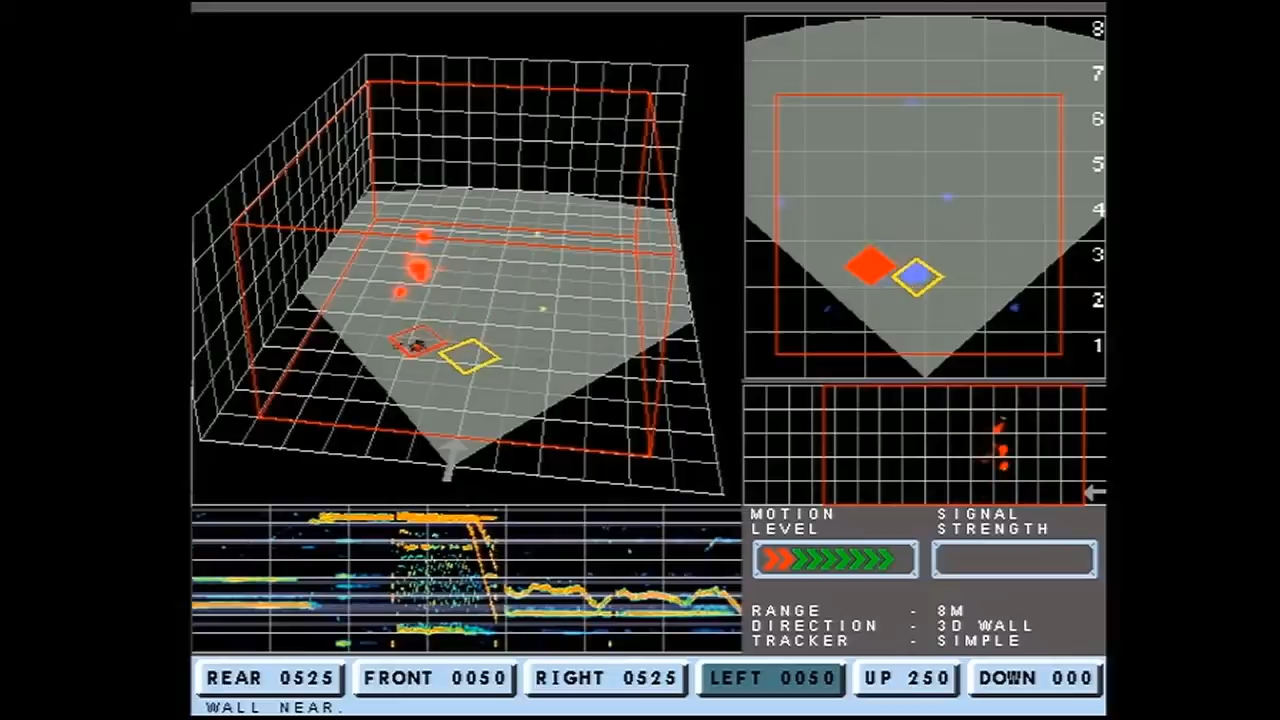 8
7
6
5
4
3
2
1
MOTION LEVEL
SIGNAL STRENGTH
RANGE - 8M
DIRECTION - 3D WALL
TRACKER - SIMPLE
REAR 0525
FRONT 0050
RIGHT 0525
LEFT 0050
UP 250
DOWN 000
WALL NEAR.